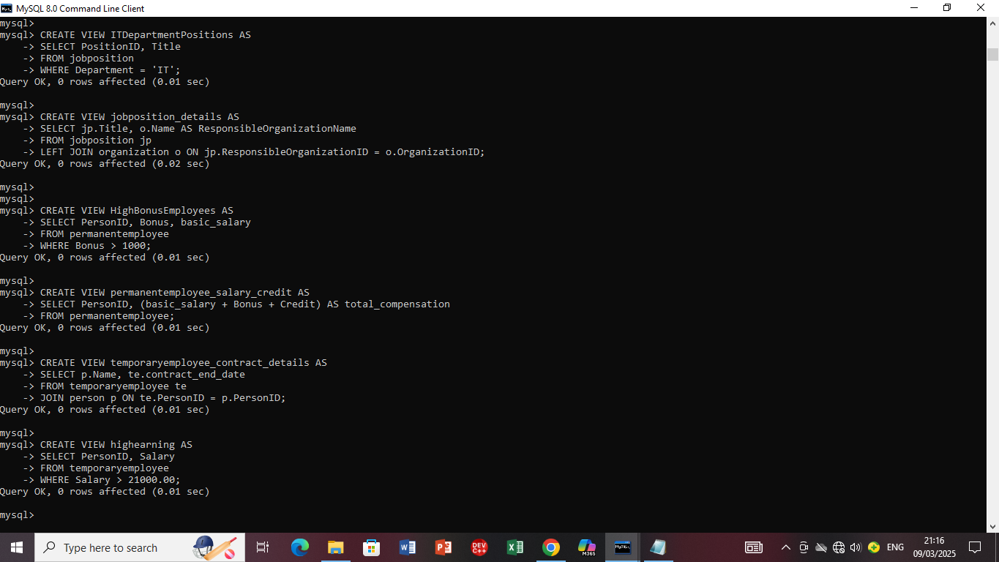 MySQL 8.0 Command Line Client
mysql>
mysql> CREATE VIEW ITDepartmentPositions AS
    -> SELECT PositionID, Title
    -> FROM jobposition
    -> WHERE Department = 'IT';
Query OK, 0 rows affected (0.01 sec)
mysql>
mysql> CREATE VIEW jobposition_details AS
    -> SELECT jp.Title, o.Name AS ResponsibleOrganizationName
    -> FROM jobposition jp
    -> LEFT JOIN organization o ON jp.ResponsibleOrganizationID = o.OrganizationID;
Query OK, 0 rows affected (0.02 sec)
mysql>
mysql>
mysql> CREATE VIEW HighBonusEmployees AS
    -> SELECT PersonID, Bonus, basic_salary
    -> FROM permanentemployee
    -> WHERE Bonus > 1000;
Query OK, 0 rows affected (0.01 sec)
mysql>
mysql> CREATE VIEW permanentemployee_salary_credit AS
    -> SELECT PersonID, (basic_salary + Bonus + Credit) AS total_compensation
    -> FROM permanentemployee;
Query OK, 0 rows affected (0.01 sec)
mysql>
mysql> CREATE VIEW temporaryemployee_contract_details AS
    -> SELECT p.Name, te.contract_end_date
    -> FROM temporaryemployee te
    -> JOIN person p ON te.PersonID = p.PersonID;
Query OK, 0 rows affected (0.01 sec)
mysql>
mysql> CREATE VIEW highearning AS
    -> SELECT PersonID, Salary
    -> FROM temporaryemployee
    -> WHERE Salary > 21000.00;
Query OK, 0 rows affected (0.01 sec)
mysql>
Type here to search
DEV C++
M365
MySQL
ENG
21:16
09/03/2025